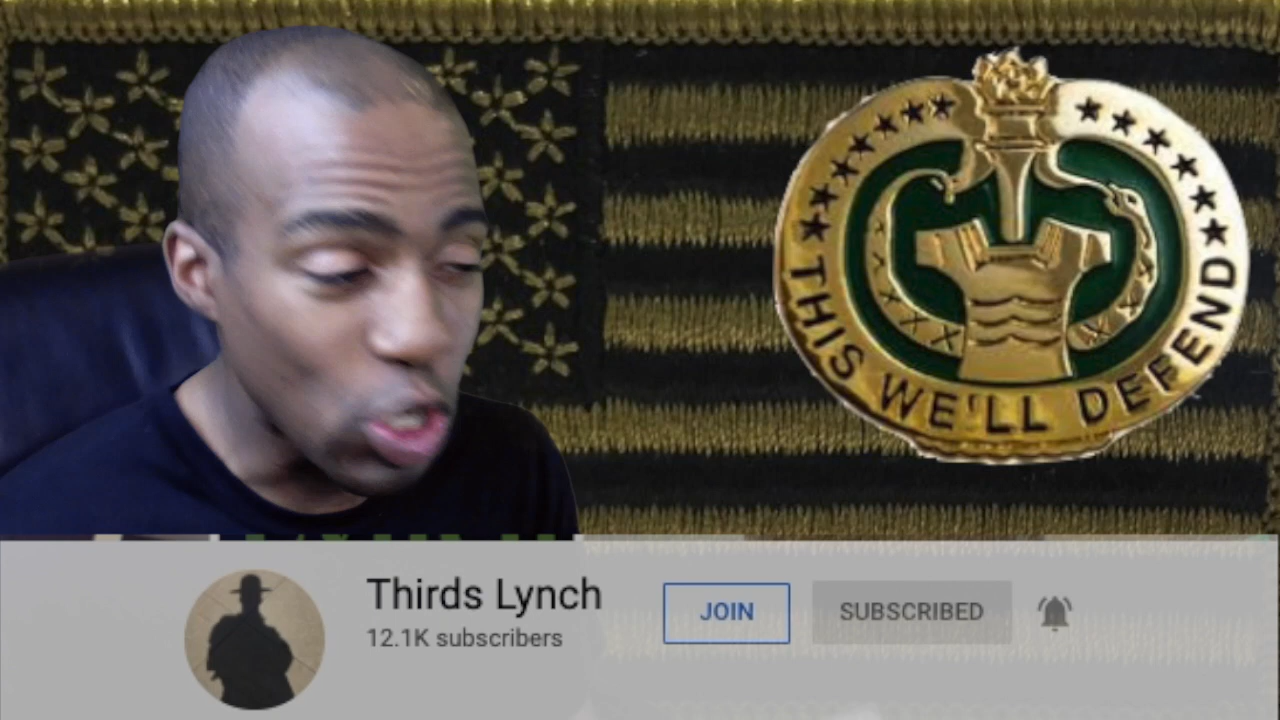 THIS WE'LL DEFEND
Thirds Lynch
12.1K subscribers
JOIN
SUBSCRIBED